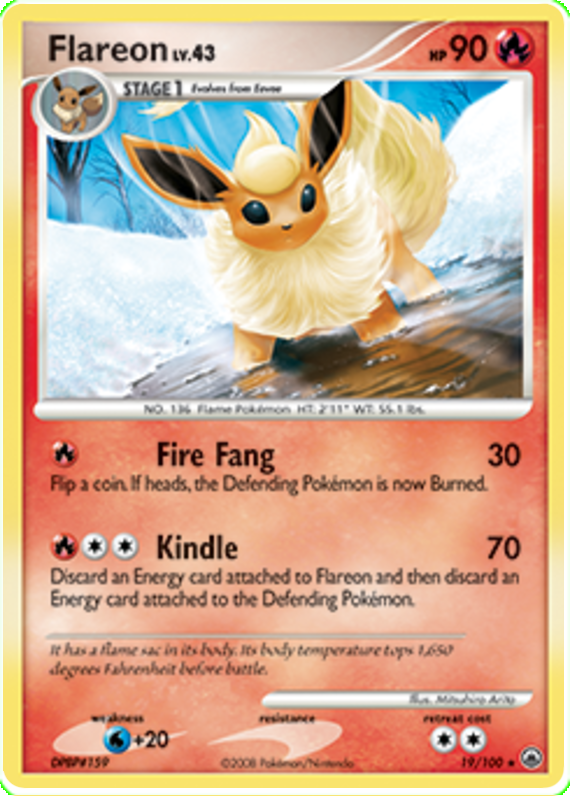 Flareon LV.43
HP 90
STAGE 1 Evolves from Eevee
NO. 136 Flame Pokémon HT: 2'11" WT: 55.1 lbs.
Fire Fang 30
Flip a coin. If heads, the Defending Pokémon is now Burned.
Kindle 70
Discard an Energy card attached to Flareon and then discard an
Energy card attached to the Defending Pokémon.
It has a flame sac in its body. Its body temperature tops 1,650
degrees Fahrenheit before battle.
Illus. Mitsuhiro Arita
weakness resistance retreat cost
+20
DPBP#159 ©2008 Pokémon/Nintendo 19/100 ★